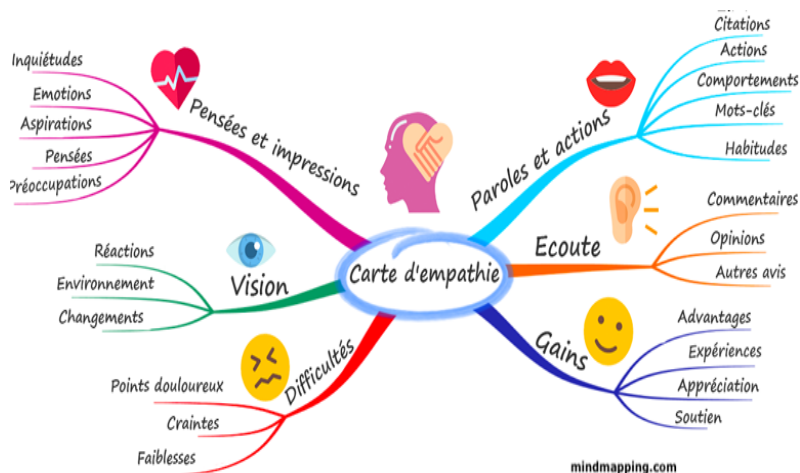 Carte d'empathie
Pensées et impressions
Inquiétudes
Emotions
Aspirations
Pensées
Préoccupations
Vision
Réactions
Environnement
Changements
Difficultés
Points douloureux
Craintes
Faiblesses
Paroles et actions
Citations
Actions
Comportements
Mots-clés
Habitudes
Ecoute
Commentaires
Opinions
Autres avis
Gains
Advantages
Expériences
Appréciation
Soutien
mindmapping.com